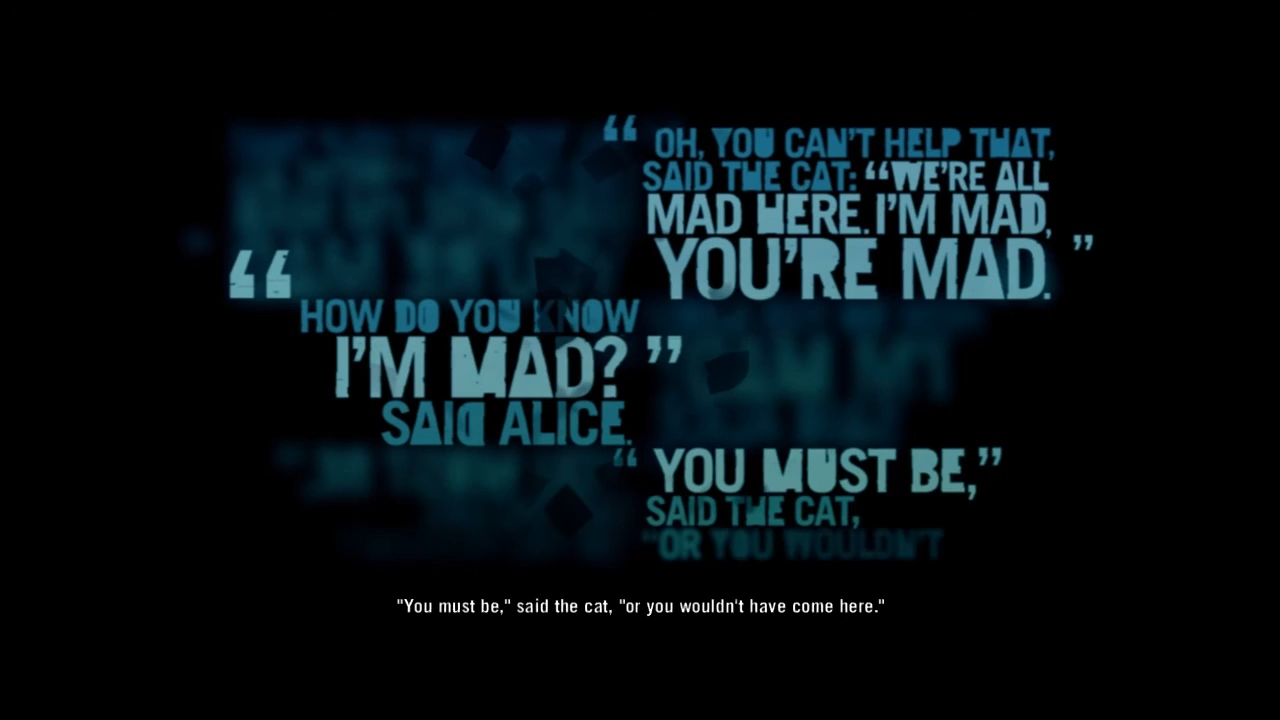 “ OH, YOU CAN’T HELP THAT,
SAID THE CAT: “WE’RE ALL
MAD HERE. I’M MAD,
YOU’RE MAD. ”
“ HOW DO YOU KNOW
I’M MAD? ”
SAID ALICE.
“ YOU MUST BE,”
SAID THE CAT,
“OR YOU WOULDN’T
"You must be," said the cat, "or you wouldn't have come here."